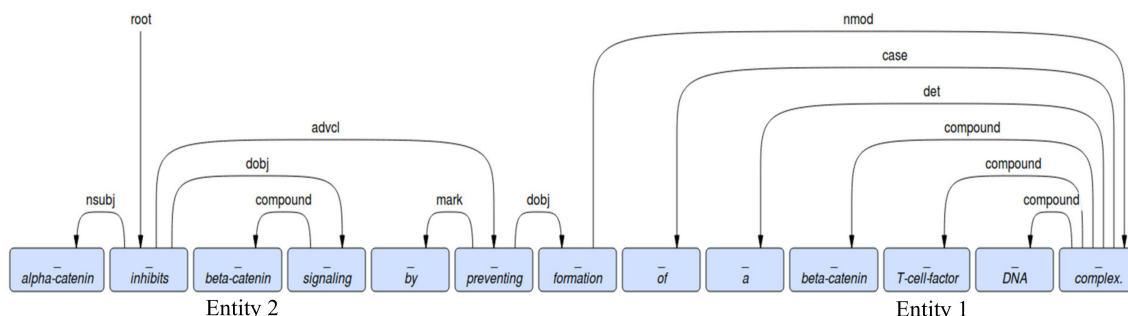 root
nmod
case
det
advcl
compound
dobj
compound
nsubj
compound
mark
dobj
compound
_ _ _ _ _ _ _ _ _ _ _ _ _
alpha-catenin inhibits beta-catenin signaling by preventing formation of a beta-catenin T-cell-factor DNA complex.
Entity 2 Entity 1